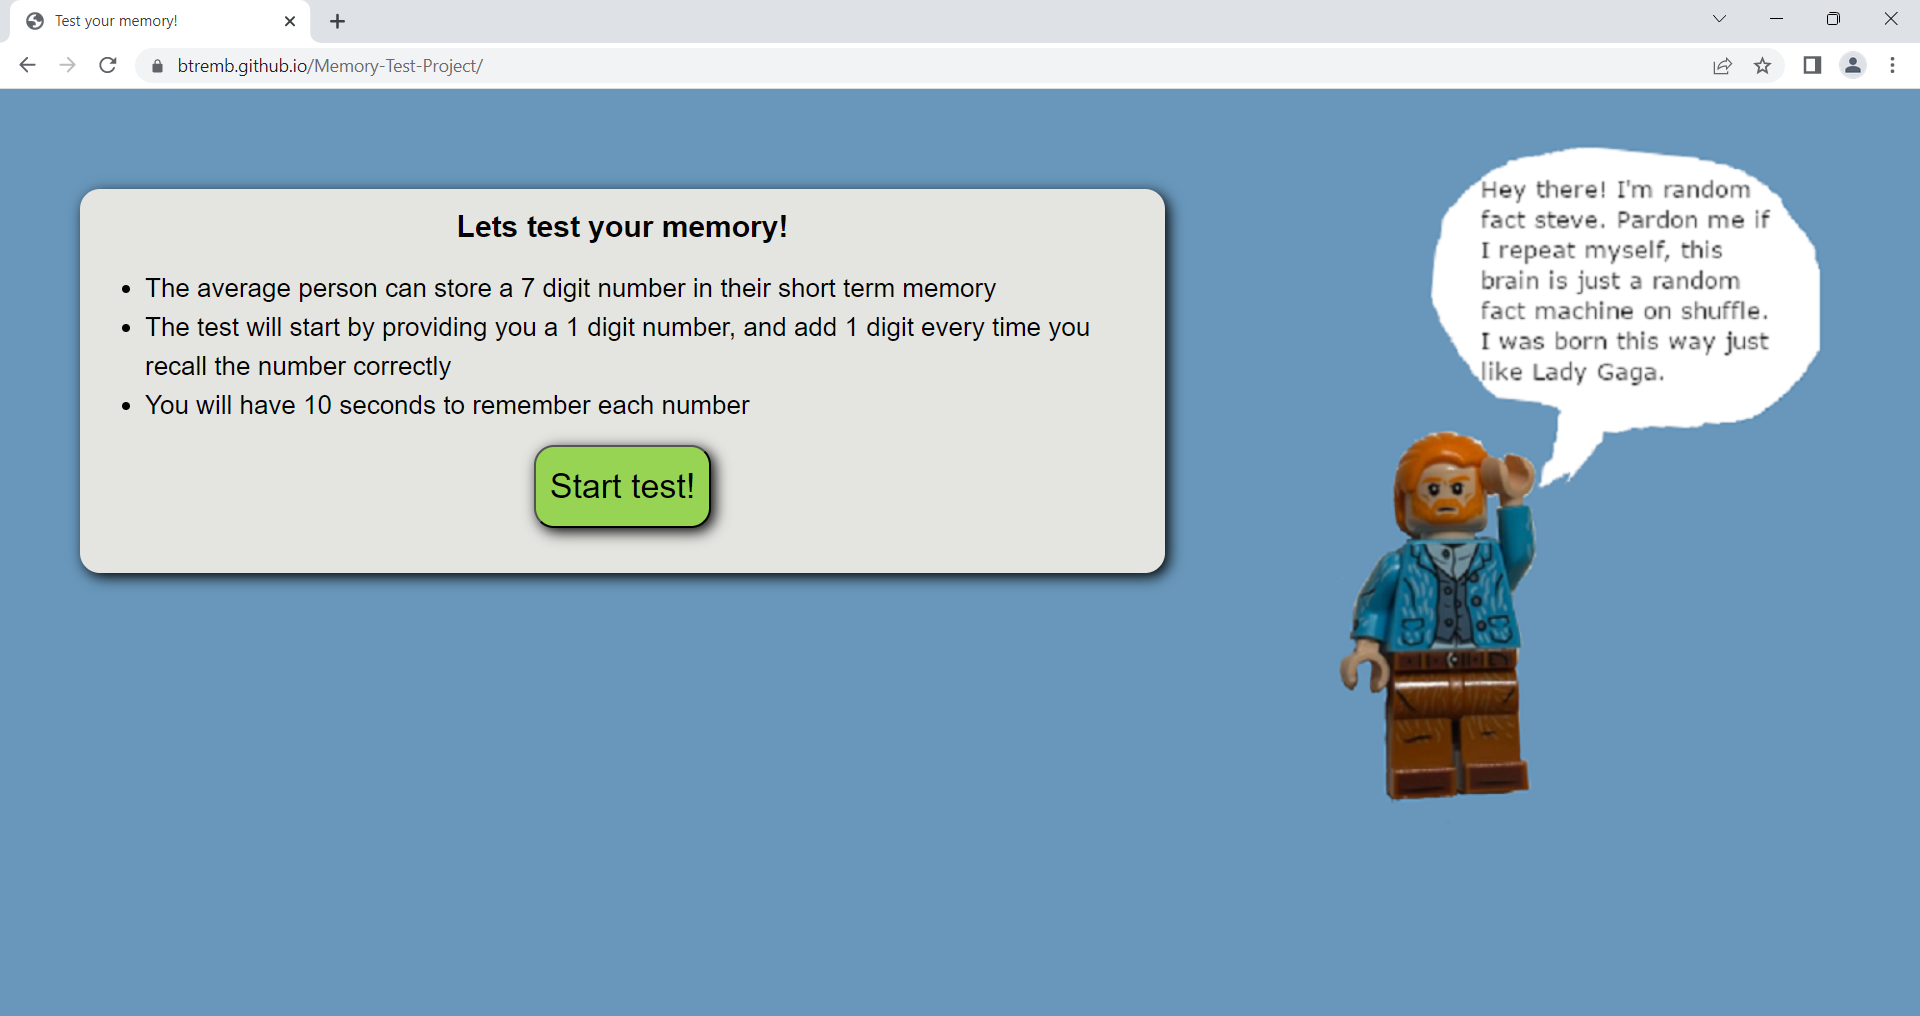 Test your memory!
btremb.github.io/Memory-Test-Project/
Lets test your memory!
• The average person can store a 7 digit number in their short term memory
• The test will start by providing you a 1 digit number, and add 1 digit every time you
recall the number correctly
• You will have 10 seconds to remember each number
Start test!
Hey there! I'm random
fact steve. Pardon me if
I repeat myself, this
brain is just a random
fact machine on shuffle.
I was born this way just
like Lady Gaga.